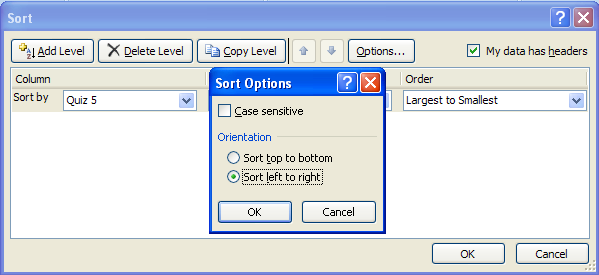 Sort
Add Level Delete Level Copy Level Options... My data has headers
Column Order
Sort by Quiz 5 Largest to Smallest
Sort Options
Case sensitive
Orientation
Sort top to bottom
Sort left to right
OK Cancel
OK Cancel